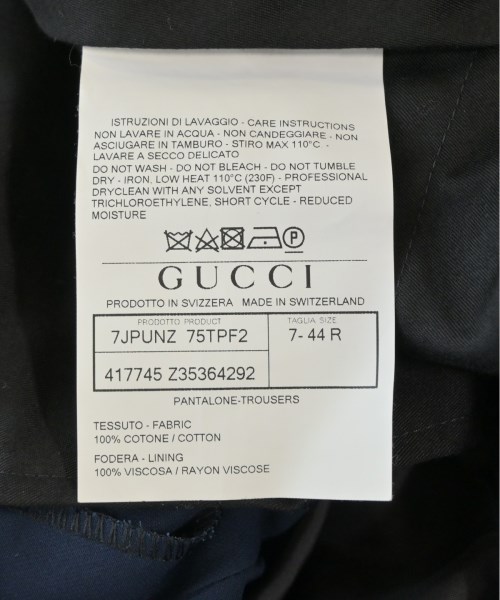 ISTRUZIONI DI LAVAGGIO - CARE INSTRUCTIONS
NON LAVARE IN ACQUA - NON CANDEGGIARE - NON
ASCIUGARE IN TAMBURO - STIRO MAX 110°C -
LAVARE A SECCO DELICATO
DO NOT WASH - DO NOT BLEACH - DO NOT TUMBLE
DRY - IRON, LOW HEAT 110°C (230F) - PROFESSIONAL
DRYCLEAN WITH ANY SOLVENT EXCEPT
TRICHLOROETHYLENE, SHORT CYCLE - REDUCED
MOISTURE
P
GUCCI
PRODOTTO IN SVIZZERA MADE IN SWITZERLAND
PRODOTTO PRODUCT TAGLIA SIZE
7JPUNZ 75TPF2 7- 44 R
417745 Z35364292
PANTALONE-TROUSERS
TESSUTO - FABRIC
100% COTONE / COTTON
FODERA - LINING
100% VISCOSA / RAYON VISCOSE